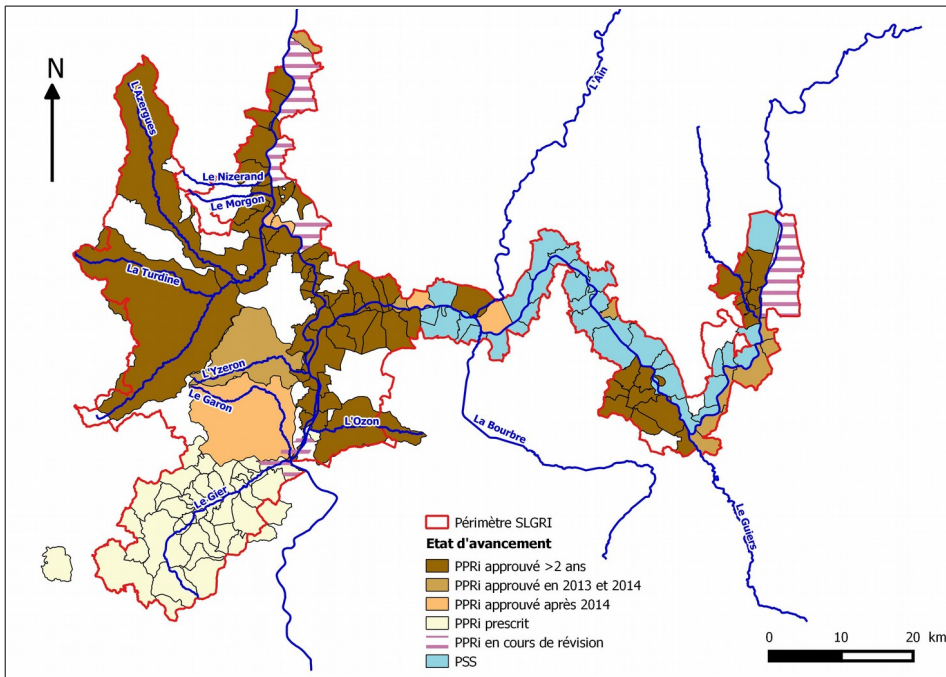 N
L'Azergues
L'Ain
Le Nizerand
Le Morgon
La Turdine
L'Yzeron
Le Garon
L'Ozon
La Bourbre
Le Gier
Le Guiers
Périmètre SLGRI
Etat d'avancement
PPRi approuvé >2 ans
PPRi approuvé en 2013 et 2014
PPRi approuvé après 2014
PPRi prescrit
PPRi en cours de révision
PSS
0 10 20 km